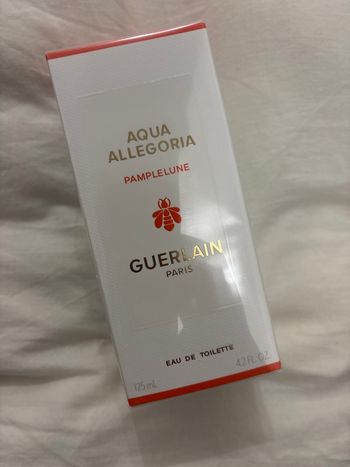 AQUA
ALLEGORIA
PAMPLELUNE
GUERLAIN
PARIS
EAU DE TOILETTE
125 mL
4.2 FL.OZ.